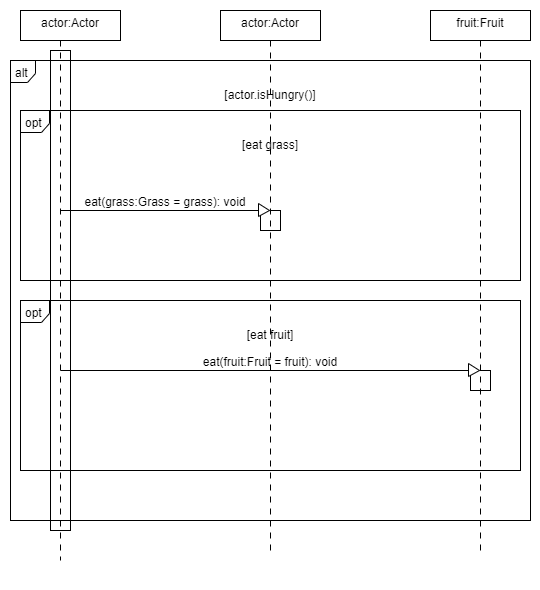 actor:Actor
actor:Actor
fruit:Fruit
alt
[actor.isHungry()]
opt
[eat grass]
eat(grass:Grass = grass): void
opt
[eat fruit]
eat(fruit:Fruit = fruit): void